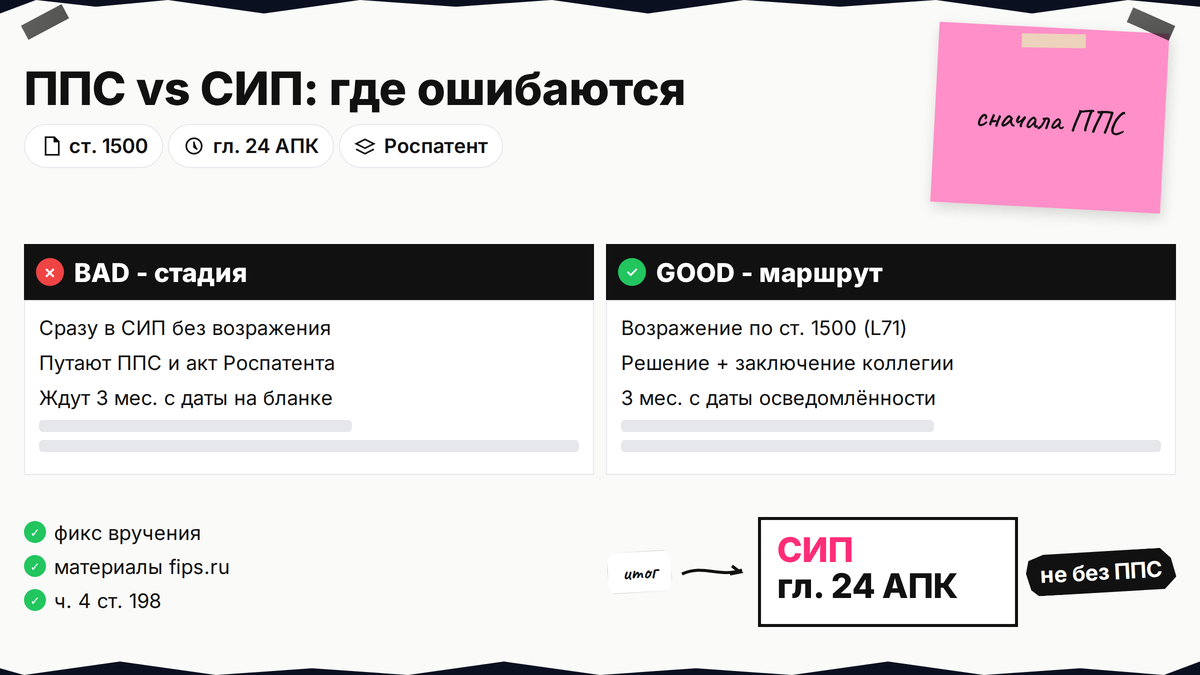 ППС vs СИП: где ошибаются
ст. 1500
гл. 24 АПК
Роспатент
сначала ППС
BAD - стадия
Сразу в СИП без возражения
Путают ППС и акт Роспатента
Ждут 3 мес. с даты на бланке
GOOD - маршрут
Возражение по ст. 1500 (L71)
Решение + заключение коллегии
3 мес. с даты осведомлённости
фикс вручения
материалы fips.ru
ч. 4 ст. 198
итог
СИП
гл. 24 АПК
не без ППС